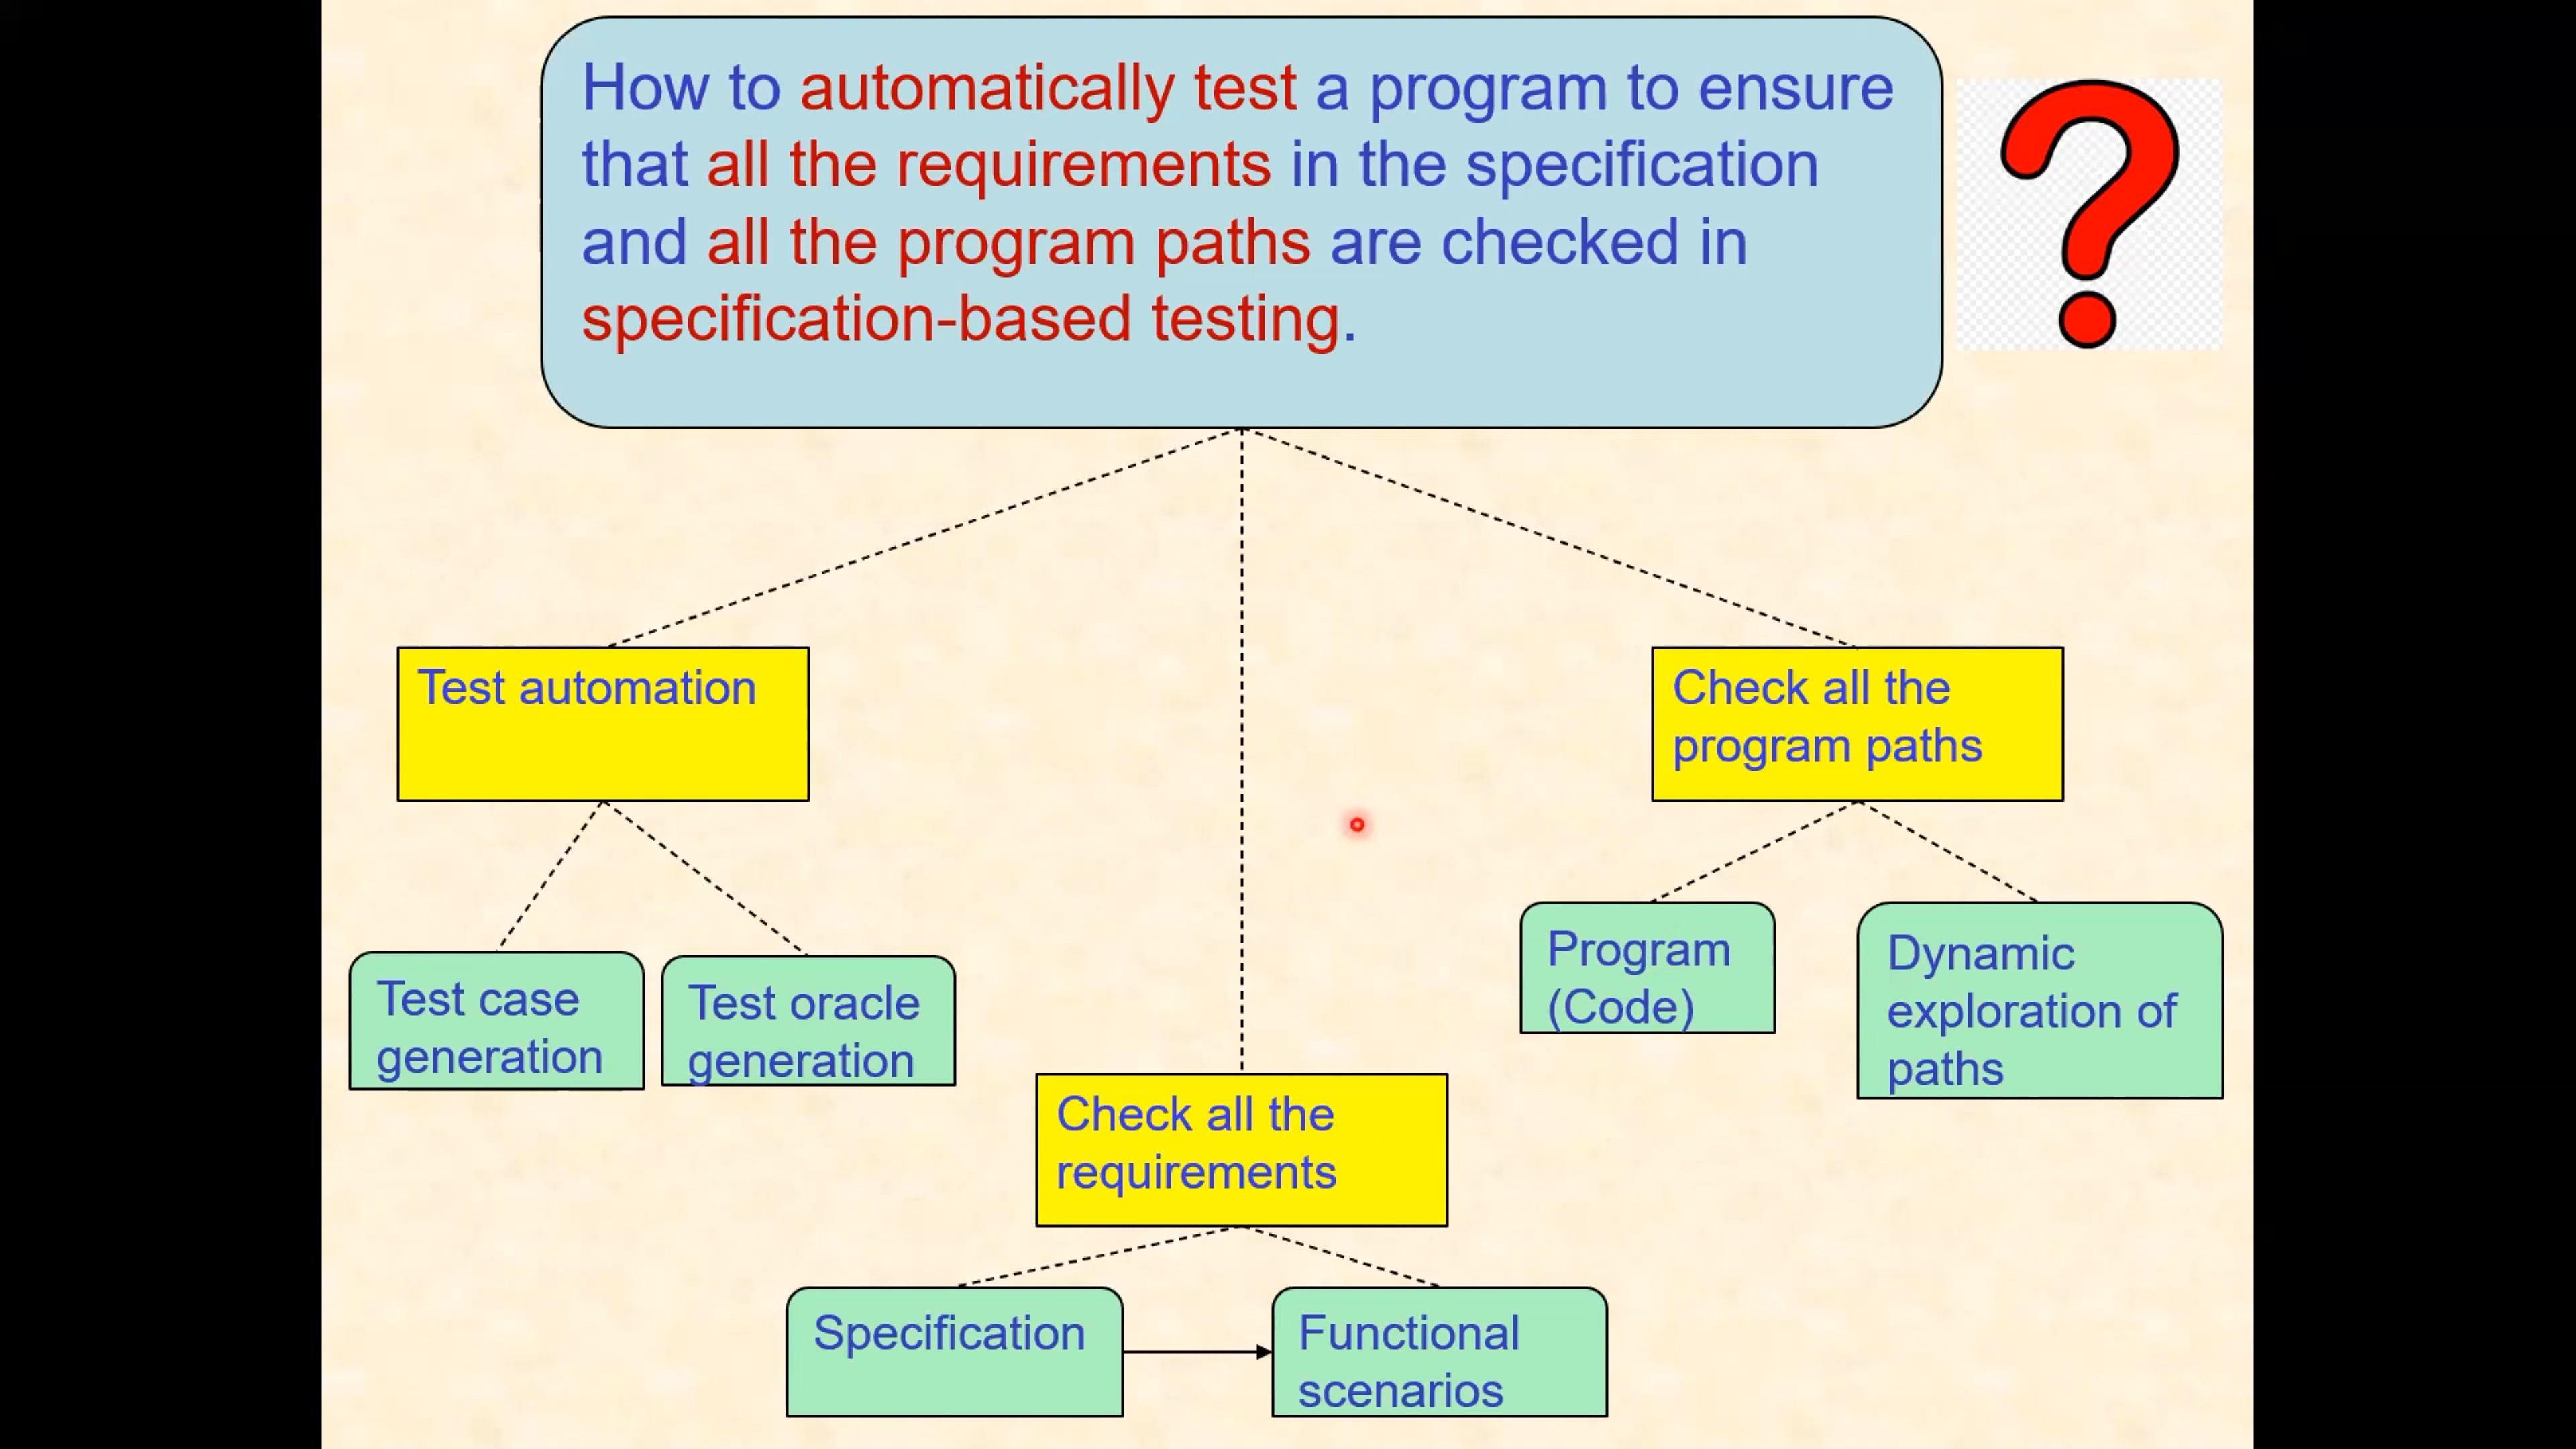 How to automatically test a program to ensure
that all the requirements in the specification
and all the program paths are checked in
specification-based testing.
Test automation
Check all the
program paths
Test case
generation
Test oracle
generation
Program
(Code)
Dynamic
exploration of
paths
Check all the
requirements
Specification
Functional
scenarios